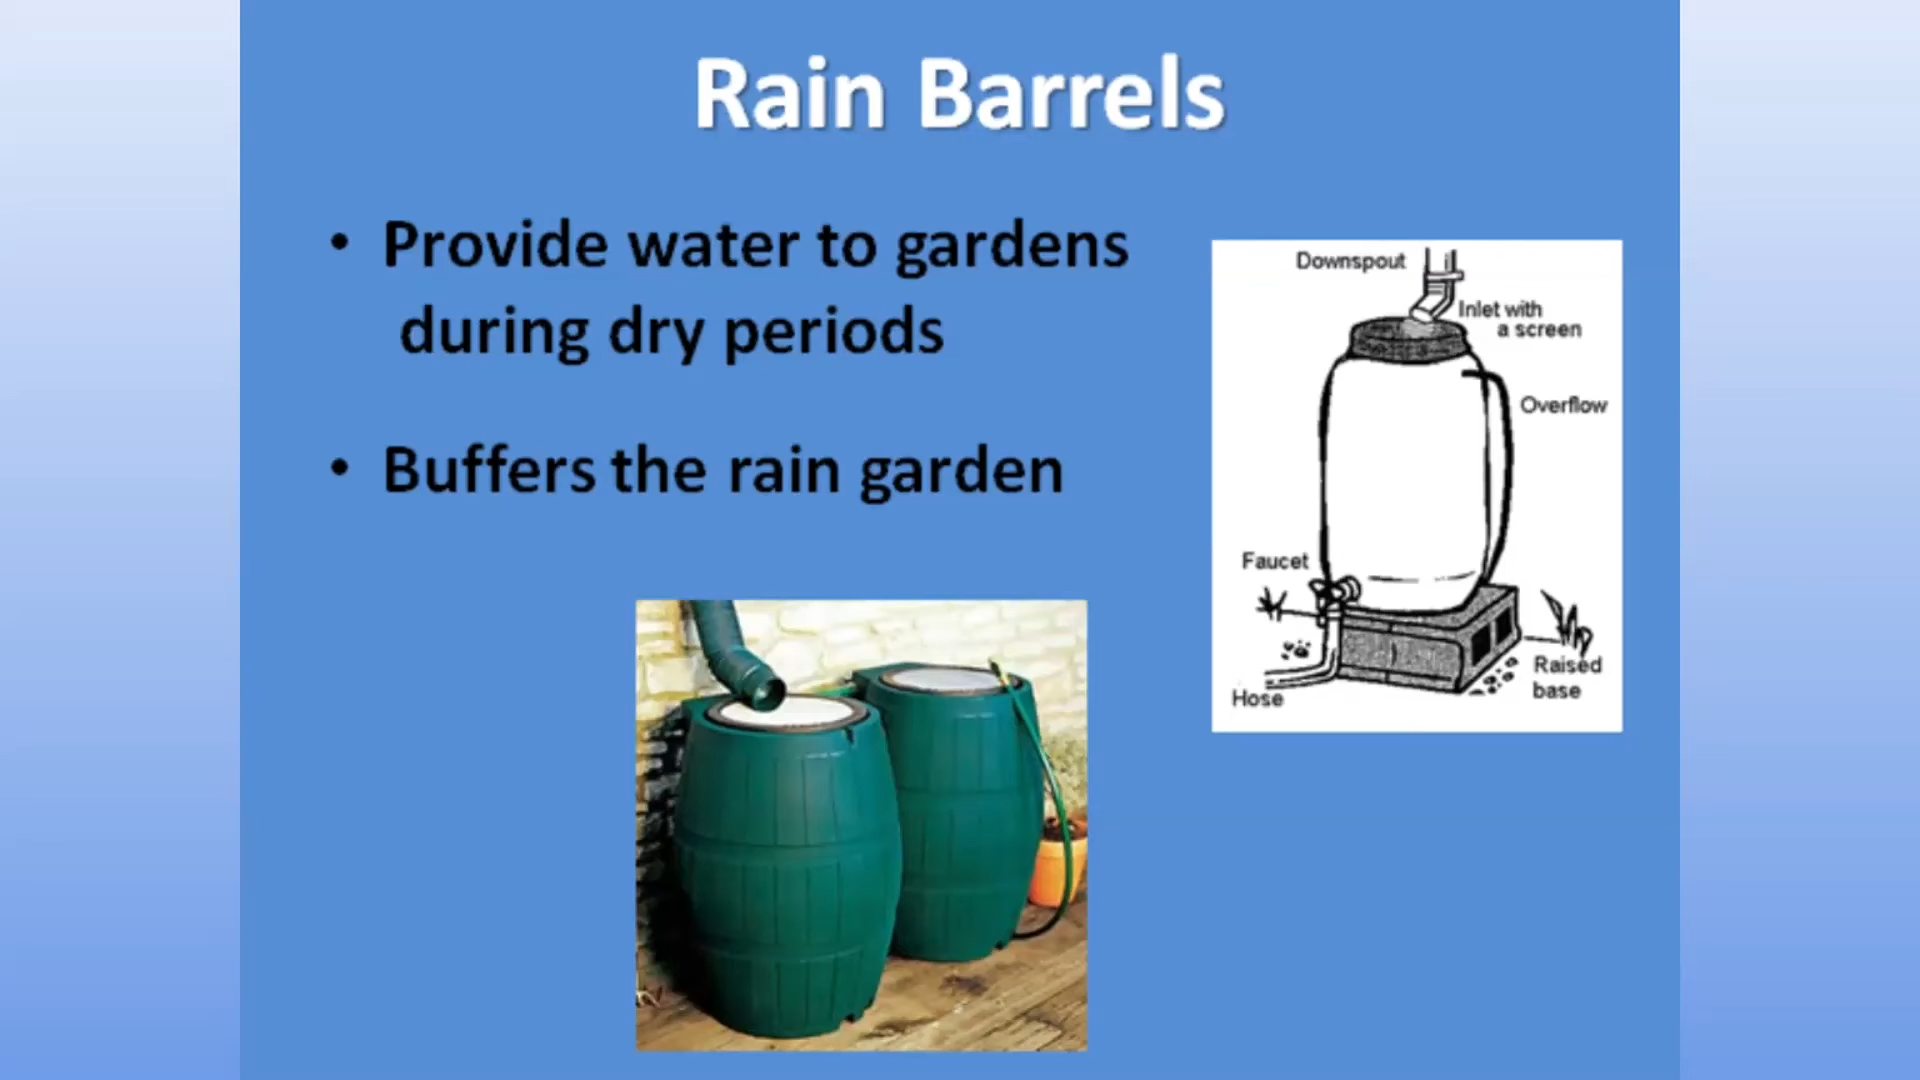 Rain Barrels
• Provide water to gardens
during dry periods
• Buffers the rain garden
Downspout
Inlet with
a screen
Overflow
Faucet
Raised
base
Hose